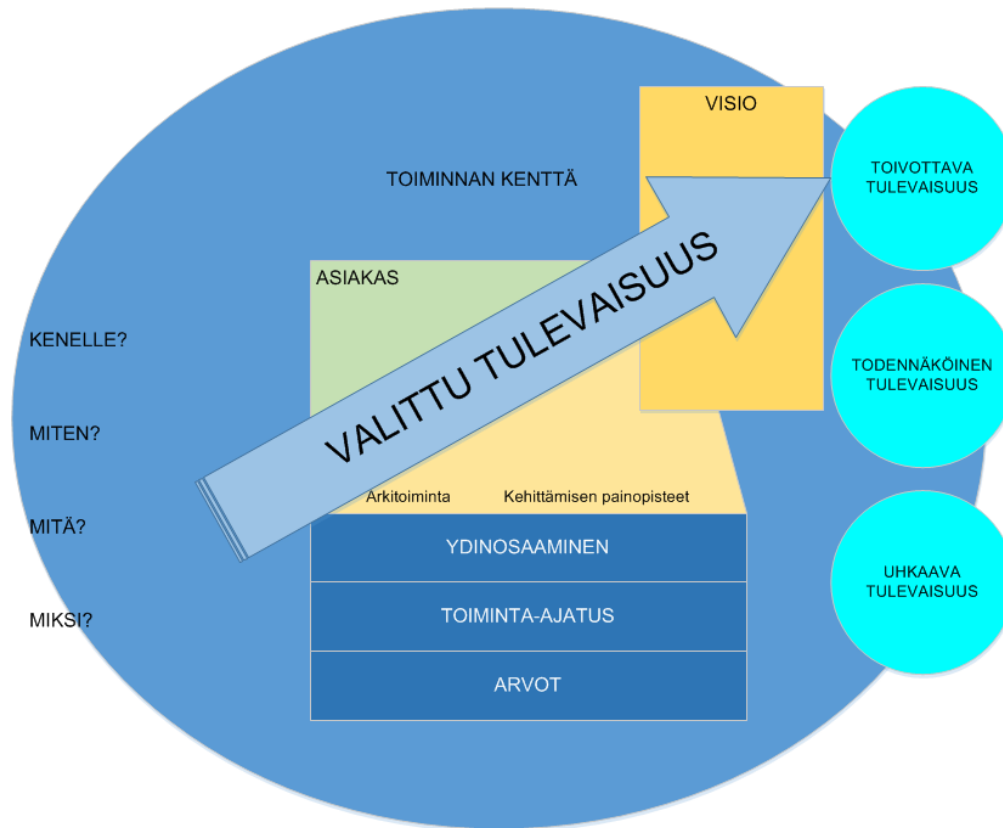 VISIO
TOIMINNAN KENTTÄ
TOIVOTTAVA
TULEVAISUUS
ASIAKAS
VALITTU TULEVAISUUS
KENELLE?
TODENNÄKÖINEN
TULEVAISUUS
MITEN?
Arkitoiminta
Kehittämisen painopisteet
MITÄ?
YDINOSAAMINEN
UHKAAVA
TULEVAISUUS
MIKSI?
TOIMINTA-AJATUS
ARVOT